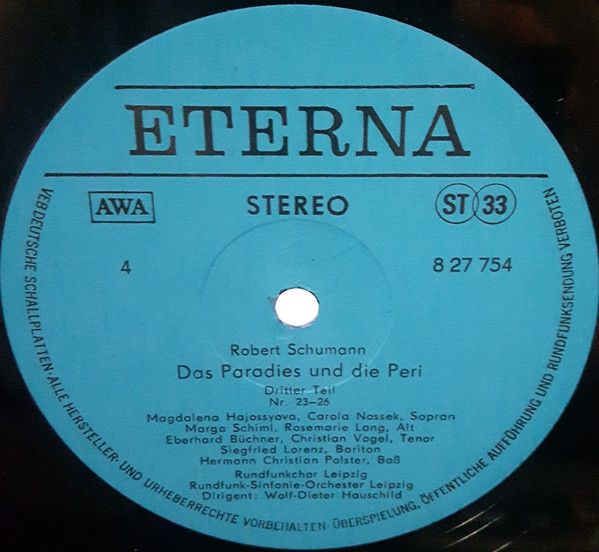 ETERNA
AWA
STEREO
ST 33
4
8 27 754
Robert Schumann
Das Paradies und die Peri
Dritter Teil
Nr. 23–26
Magdalena Hajossyova, Carola Nossek, Sopran
Marga Schiml, Rosemarie Lang, Alt
Eberhard Büchner, Christian Vogel, Tenor
Siegfried Lorenz, Bariton
Hermann Christian Polster, Baß
Rundfunkchor Leipzig
Rundfunk-Sinfonie-Orchester Leipzig
Dirigent: Wolf-Dieter Hauschild
VEB DEUTSCHE SCHALLPLATTEN · ALLE HERSTELLER- UND URHEBERRECHTE VORBEHALTEN · ÜBERSPIELUNG, ÖFFENTLICHE AUFFÜHRUNG UND RUNDFUNKSENDUNG VERBOTEN